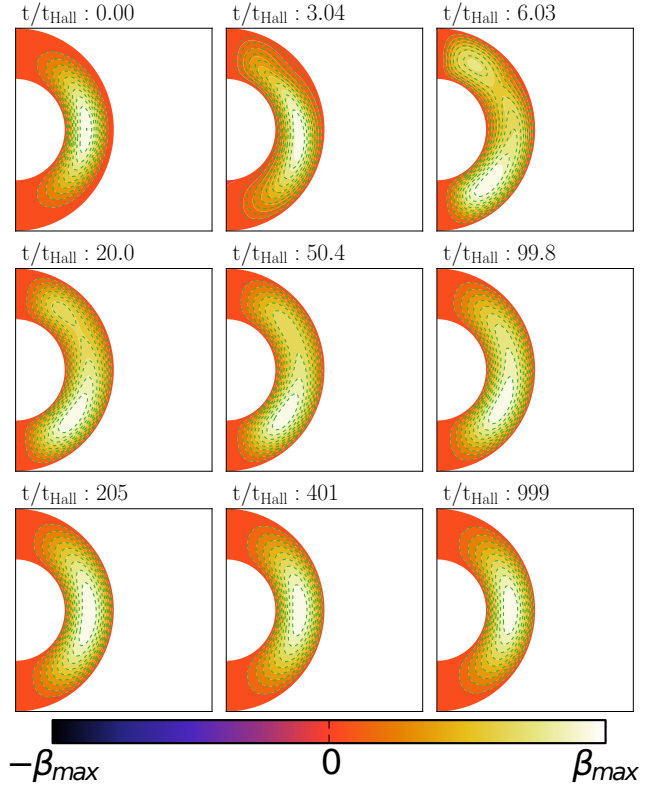 t/t_Hall : 0.00
t/t_Hall : 3.04
t/t_Hall : 6.03
t/t_Hall : 20.0
t/t_Hall : 50.4
t/t_Hall : 99.8
t/t_Hall : 205
t/t_Hall : 401
t/t_Hall : 999
−β_max 0 β_max